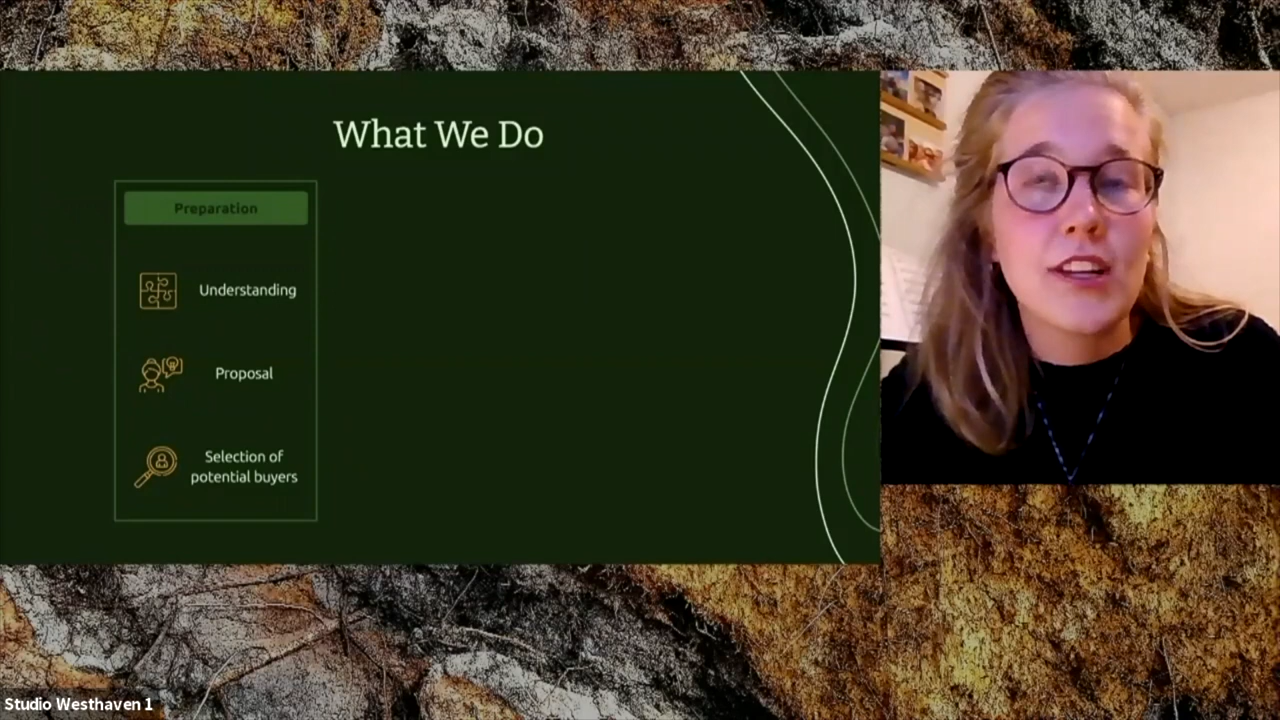 What We Do
Preparation
Understanding
Proposal
Selection of
potential buyers
Studio Westhaven 1